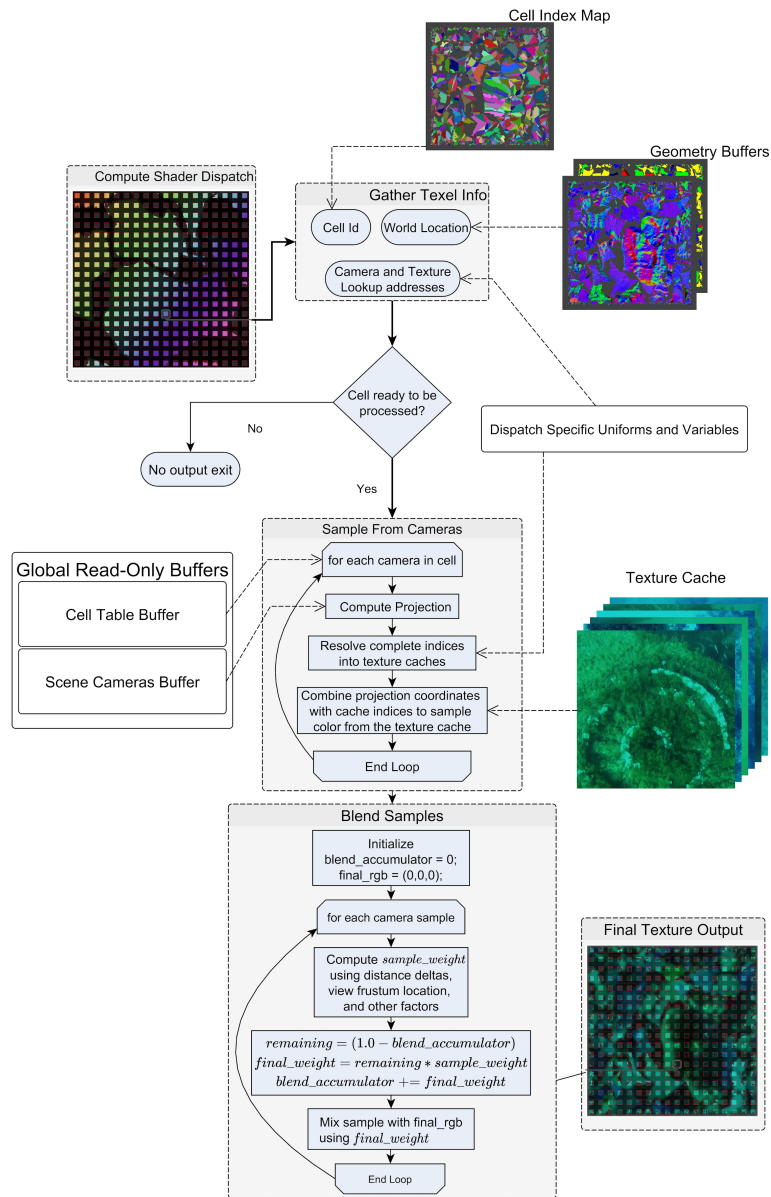 Cell Index Map
Geometry Buffers
Compute Shader Dispatch
Gather Texel Info
Cell Id
World Location
Camera and Texture
Lookup addresses
Cell ready to be
processed?
No
No output exit
Yes
Dispatch Specific Uniforms and Variables
Sample From Cameras
for each camera in cell
Compute Projection
Resolve complete indices
into texture caches
Combine projection coordinates
with cache indices to sample
color from the texture cache
End Loop
Global Read-Only Buffers
Cell Table Buffer
Scene Cameras Buffer
Texture Cache
Blend Samples
Initialize
blend_accumulator = 0;
final_rgb = (0,0,0);
for each camera sample
Compute sample_weight
using distance deltas,
view frustum location,
and other factors
remaining = (1.0 − blend_accumulator)
final_weight = remaining ∗ sample_weight
blend_accumulator += final_weight
Mix sample with final_rgb
using final_weight
End Loop
Final Texture Output